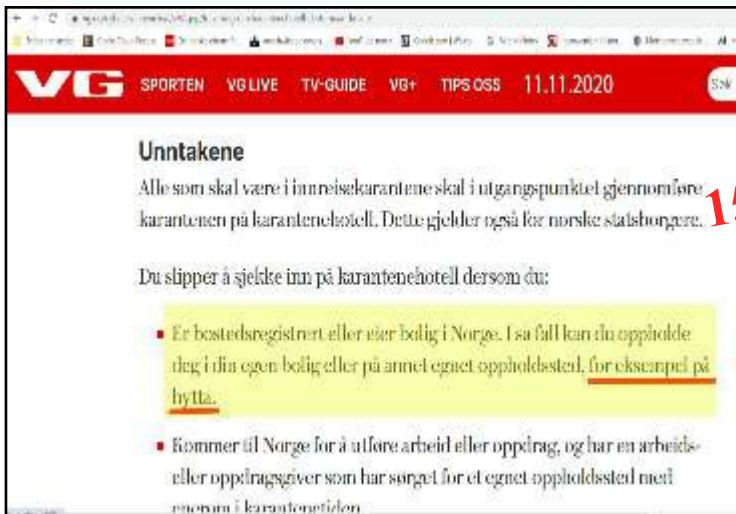 VG SPORTEN VG LIVE TV-GUIDE VG+ TIPS OSS 11.11.2020 Søk
Unntakene
Alle som skal være i innreisekarantene skal i utgangspunktet gjennomføre
karantenen på karantenehotell. Dette gjelder også for norske statsborgere.
15
Du slipper å sjekke inn på karantenehotell dersom du:
Er bostedsregistrert eller eier bolig i Norge. I så fall kan du oppholde
deg i din egen bolig eller på annet egnet oppholdssted, for eksempel på
hytta.
Kommer til Norge for å utføre arbeid eller oppdrag, og har en arbeids-
eller oppdragsgiver som har sørget for et egnet oppholdssted med
enerom i karantenetiden